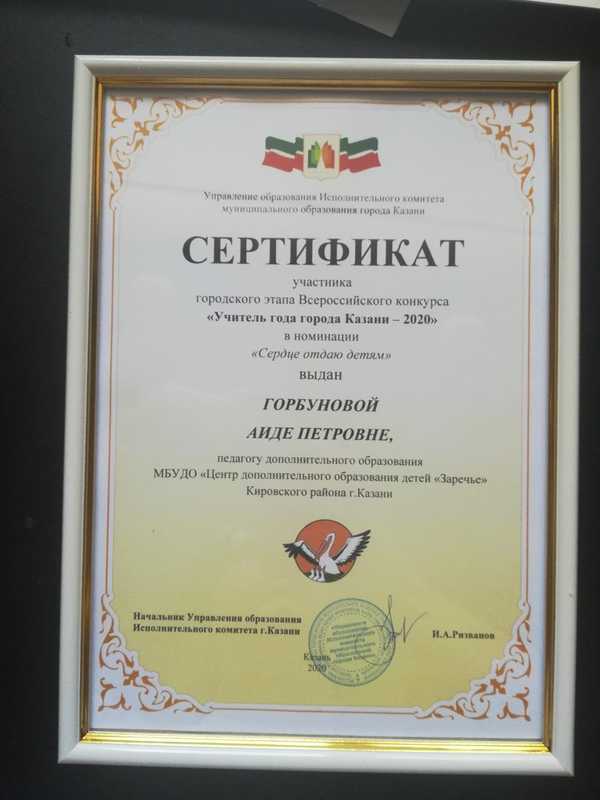 Управление образования Исполнительного комитета
муниципального образования города Казани
СЕРТИФИКАТ
участника
городского этапа Всероссийского конкурса
«Учитель года города Казани – 2020»
в номинации
«Сердце отдаю детям»
выдан
ГОРБУНОВОЙ
АИДЕ ПЕТРОВНЕ,
педагогу дополнительного образования
МБУДО «Центр дополнительного образования детей «Заречье»
Кировского района г.Казани
Начальник Управления образования
Исполнительного комитета г.Казани
И.А.Ризванов
Казань
2020